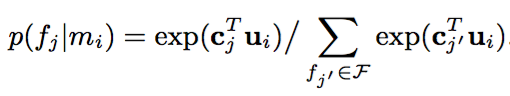 p(f_j|m_i) = exp(c_j^T u_i)/ ∑_{f_{j'}∈F} exp(c_{j'}^T u_i).